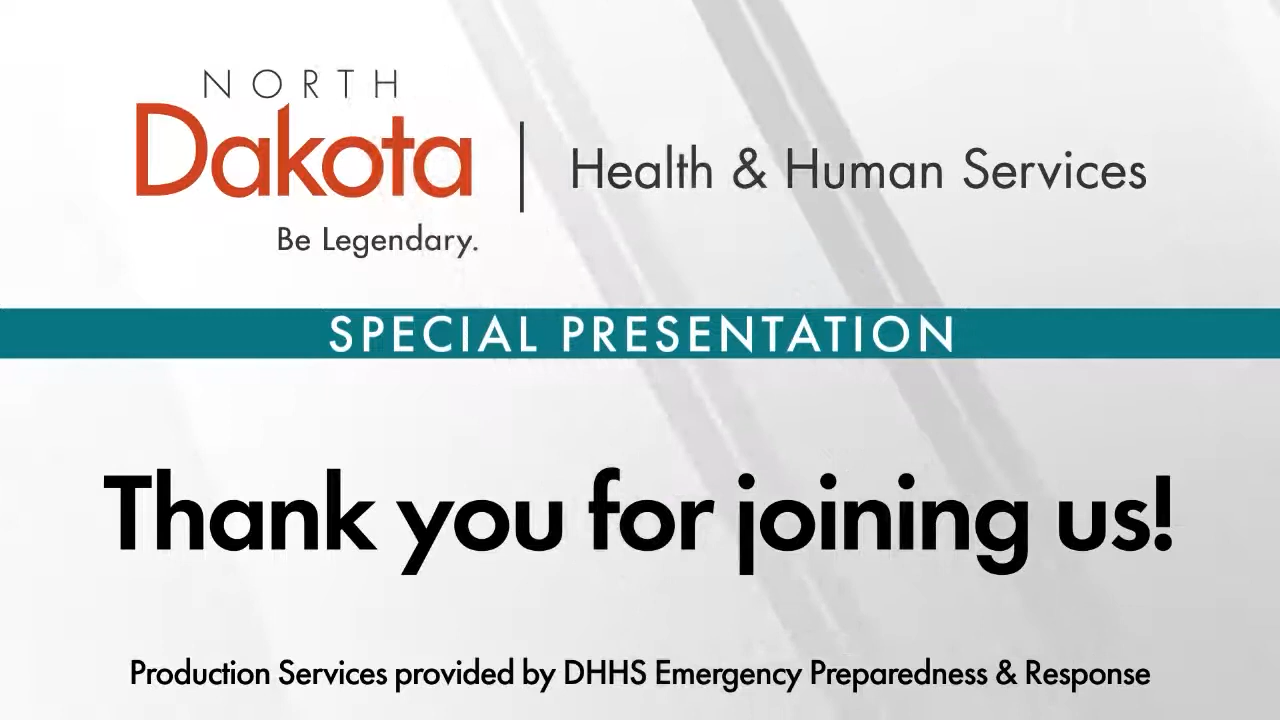 NORTH
Dakota
Be Legendary.
Health & Human Services
SPECIAL PRESENTATION
Thank you for joining us!
Production Services provided by DHHS Emergency Preparedness & Response